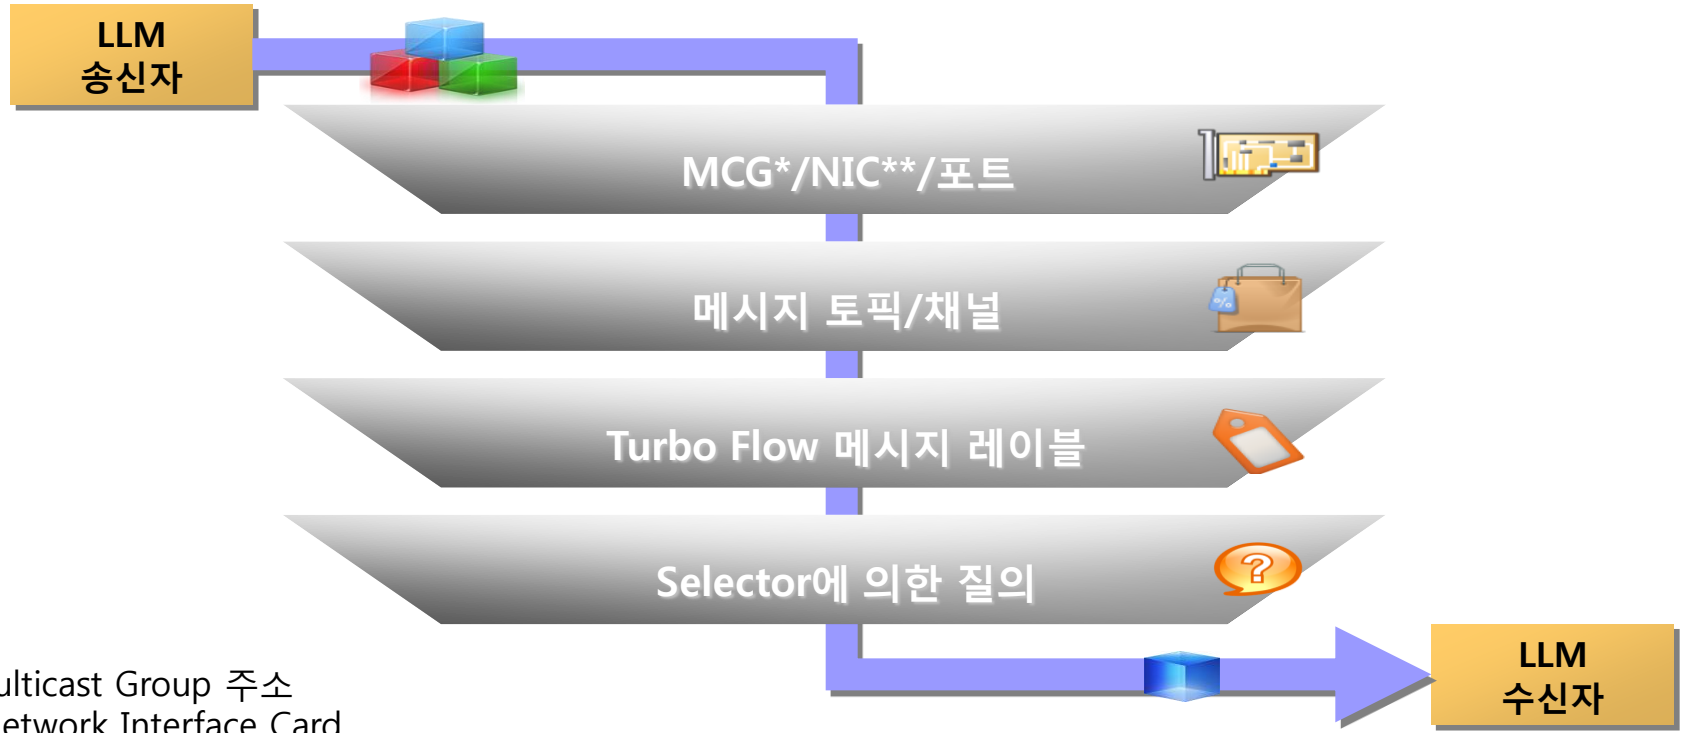 LLM
송신자
MCG*/NIC**/포트
메시지 토픽/채널
Turbo Flow 메시지 레이블
Selector에 의한 질의
LLM
수신자
Group 주소
Interface Card